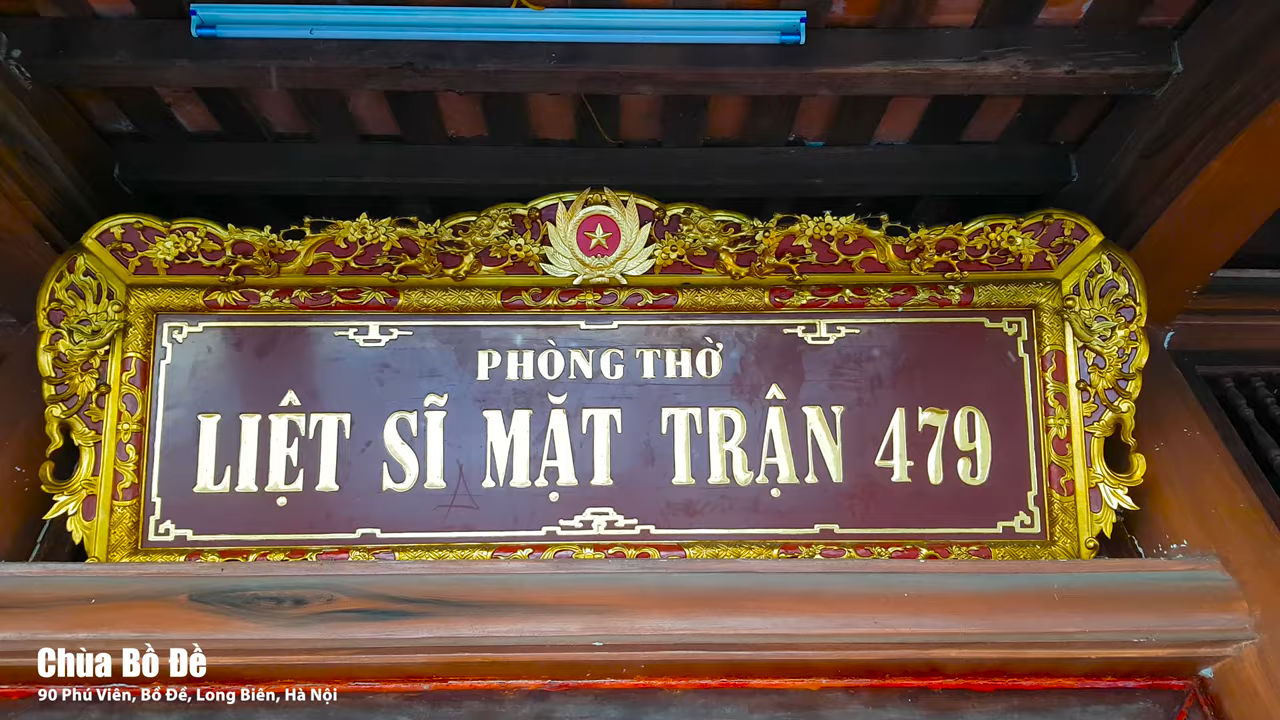 PHÒNG THỜ
LIỆT SĨ MẶT TRẬN 479
Chùa Bồ Đề
90 Phú Viên, Bồ Đề, Long Biên, Hà Nội